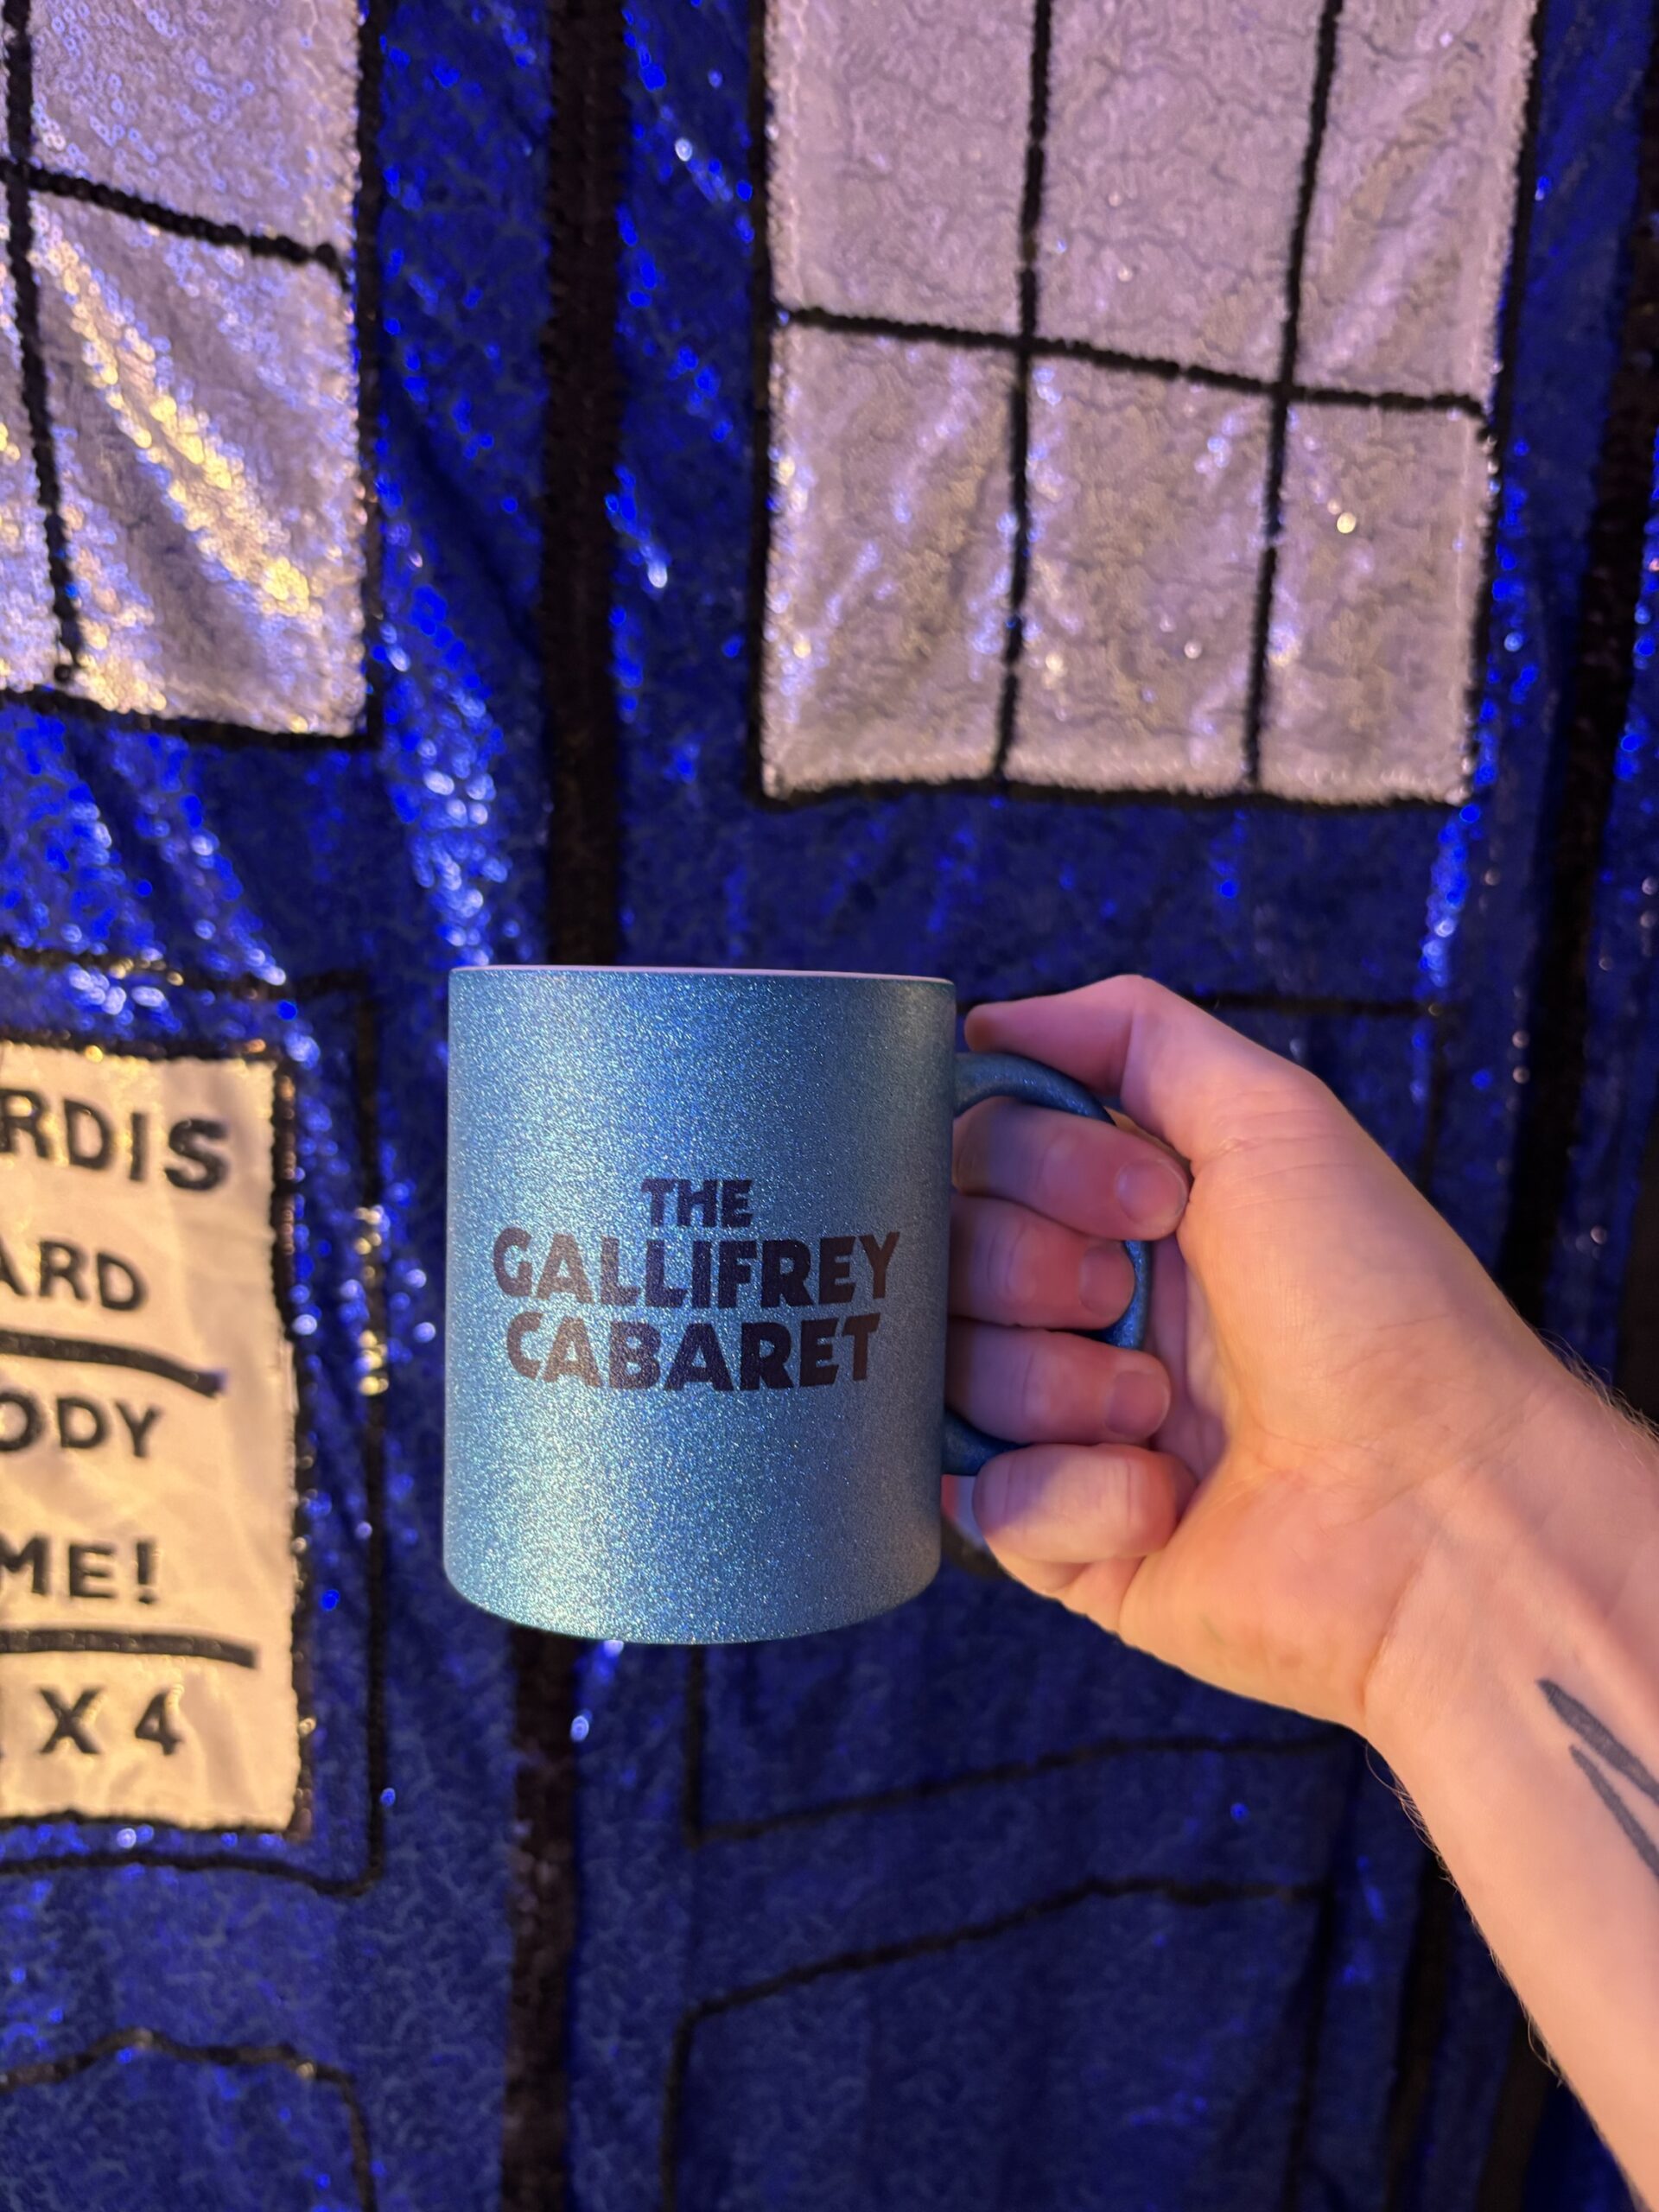 THE
GALLIFREY
CABARET
RDIS
ARD
ODY
ME!
X 4